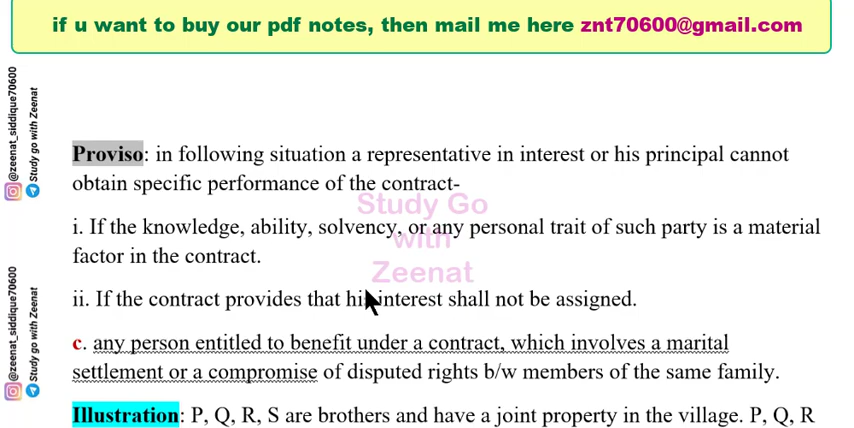 if u want to buy our pdf notes, then mail me here znt70600@gmail.com
@zeenat_siddique70600
Study go with Zeenat
Proviso: in following situation a representative in interest or his principal cannot
obtain specific performance of the contract-
Study Go
with
Zeenat
i. If the knowledge, ability, solvency, or any personal trait of such party is a material
factor in the contract.
ii. If the contract provides that his interest shall not be assigned.
@zeenat_siddique70600
Study go with Zeenat
c. any person entitled to benefit under a contract, which involves a marital
settlement or a compromise of disputed rights b/w members of the same family.
Illustration: P, Q, R, S are brothers and have a joint property in the village. P, Q, R